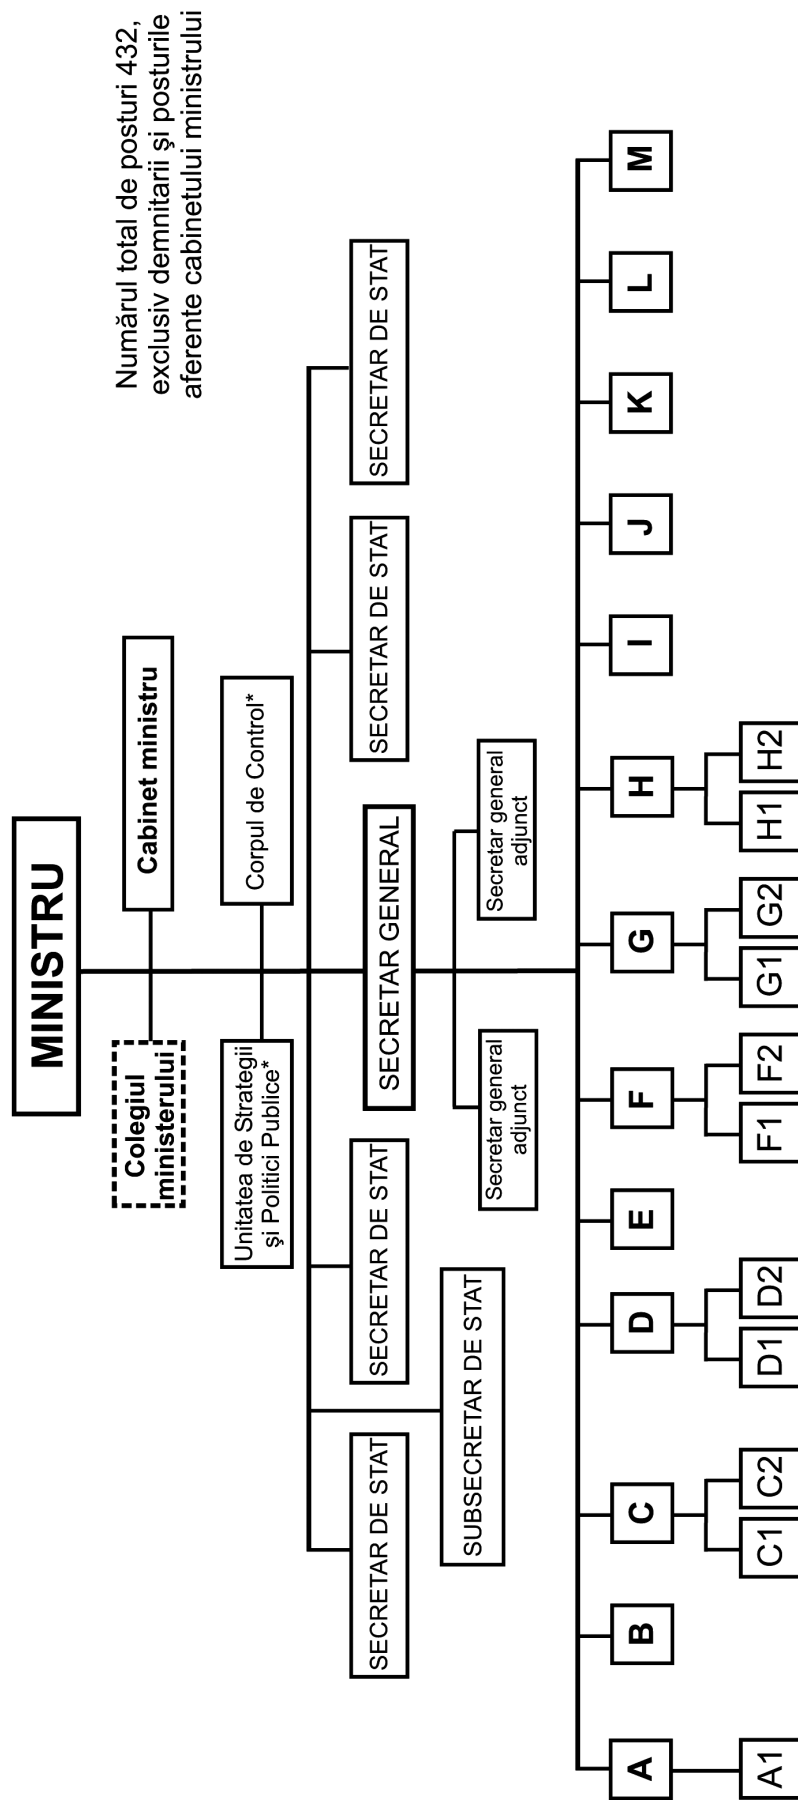 Numărul total de posturi 432,
exclusiv demnitarii şi posturile
aferente cabinetului ministrului
MINISTRU
Colegiul
ministerului
Cabinet ministru
Unitatea de Strategii
şi Politici Publice*
Corpul de Control*
SECRETAR DE STAT
SECRETAR DE STAT
SECRETAR GENERAL
SECRETAR DE STAT
SECRETAR DE STAT
SUBSECRETAR DE STAT
Secretar general
adjunct
Secretar general
adjunct
A
B
C
D
E
F
G
H
I
J
K
L
M
A1
C1
C2
D1
D2
F1
F2
G1
G2
H1
H2